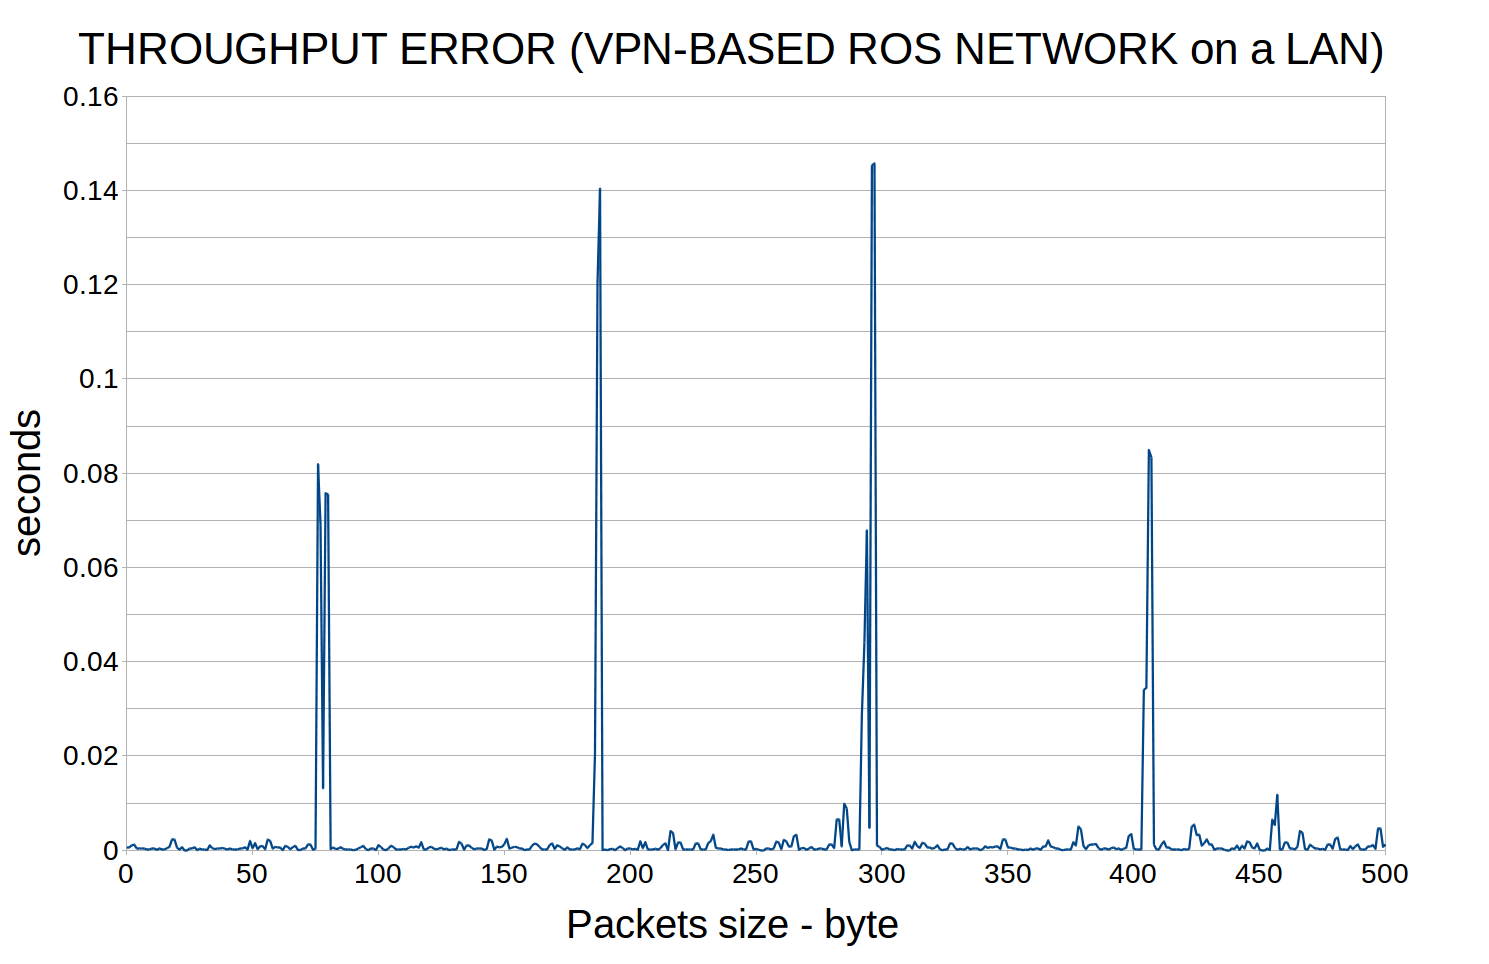 THROUGHPUT ERROR (VPN-BASED ROS NETWORK on a LAN)
0.16
0.14
0.12
0.1
0.08
0.06
0.04
0.02
0
seconds
0 50 100 150 200 250 300 350 400 450 500
Packets size - byte